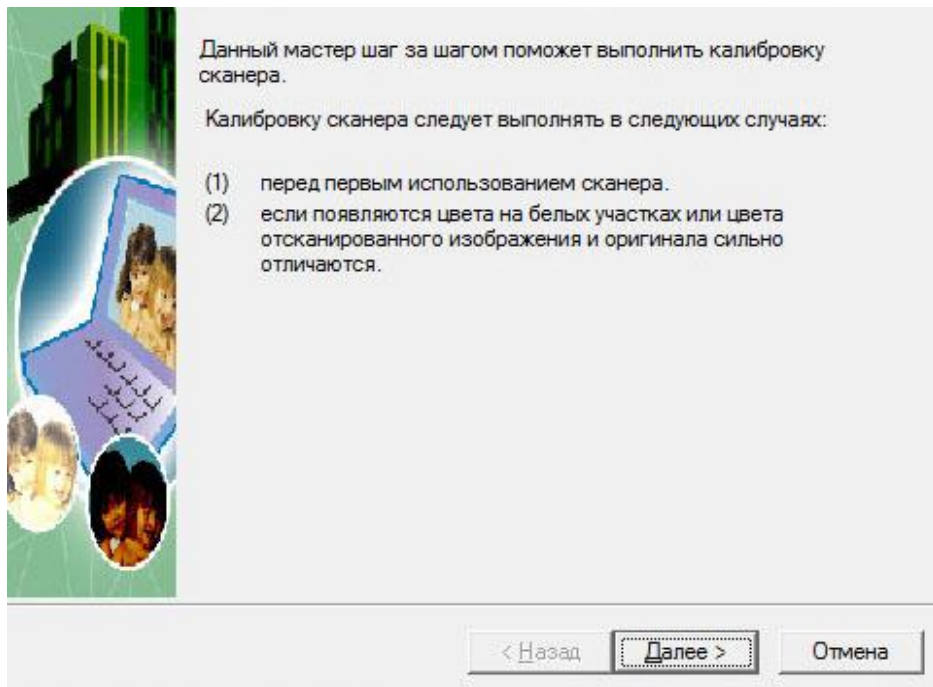 Данный мастер шаг за шагом поможет выполнить калибровку
сканера.
Калибровку сканера следует выполнять в следующих случаях:
(1) перед первым использованием сканера.
(2) если появляются цвета на белых участках или цвета
отсканированного изображения и оригинала сильно
отличаются.
< Назад Далее > Отмена